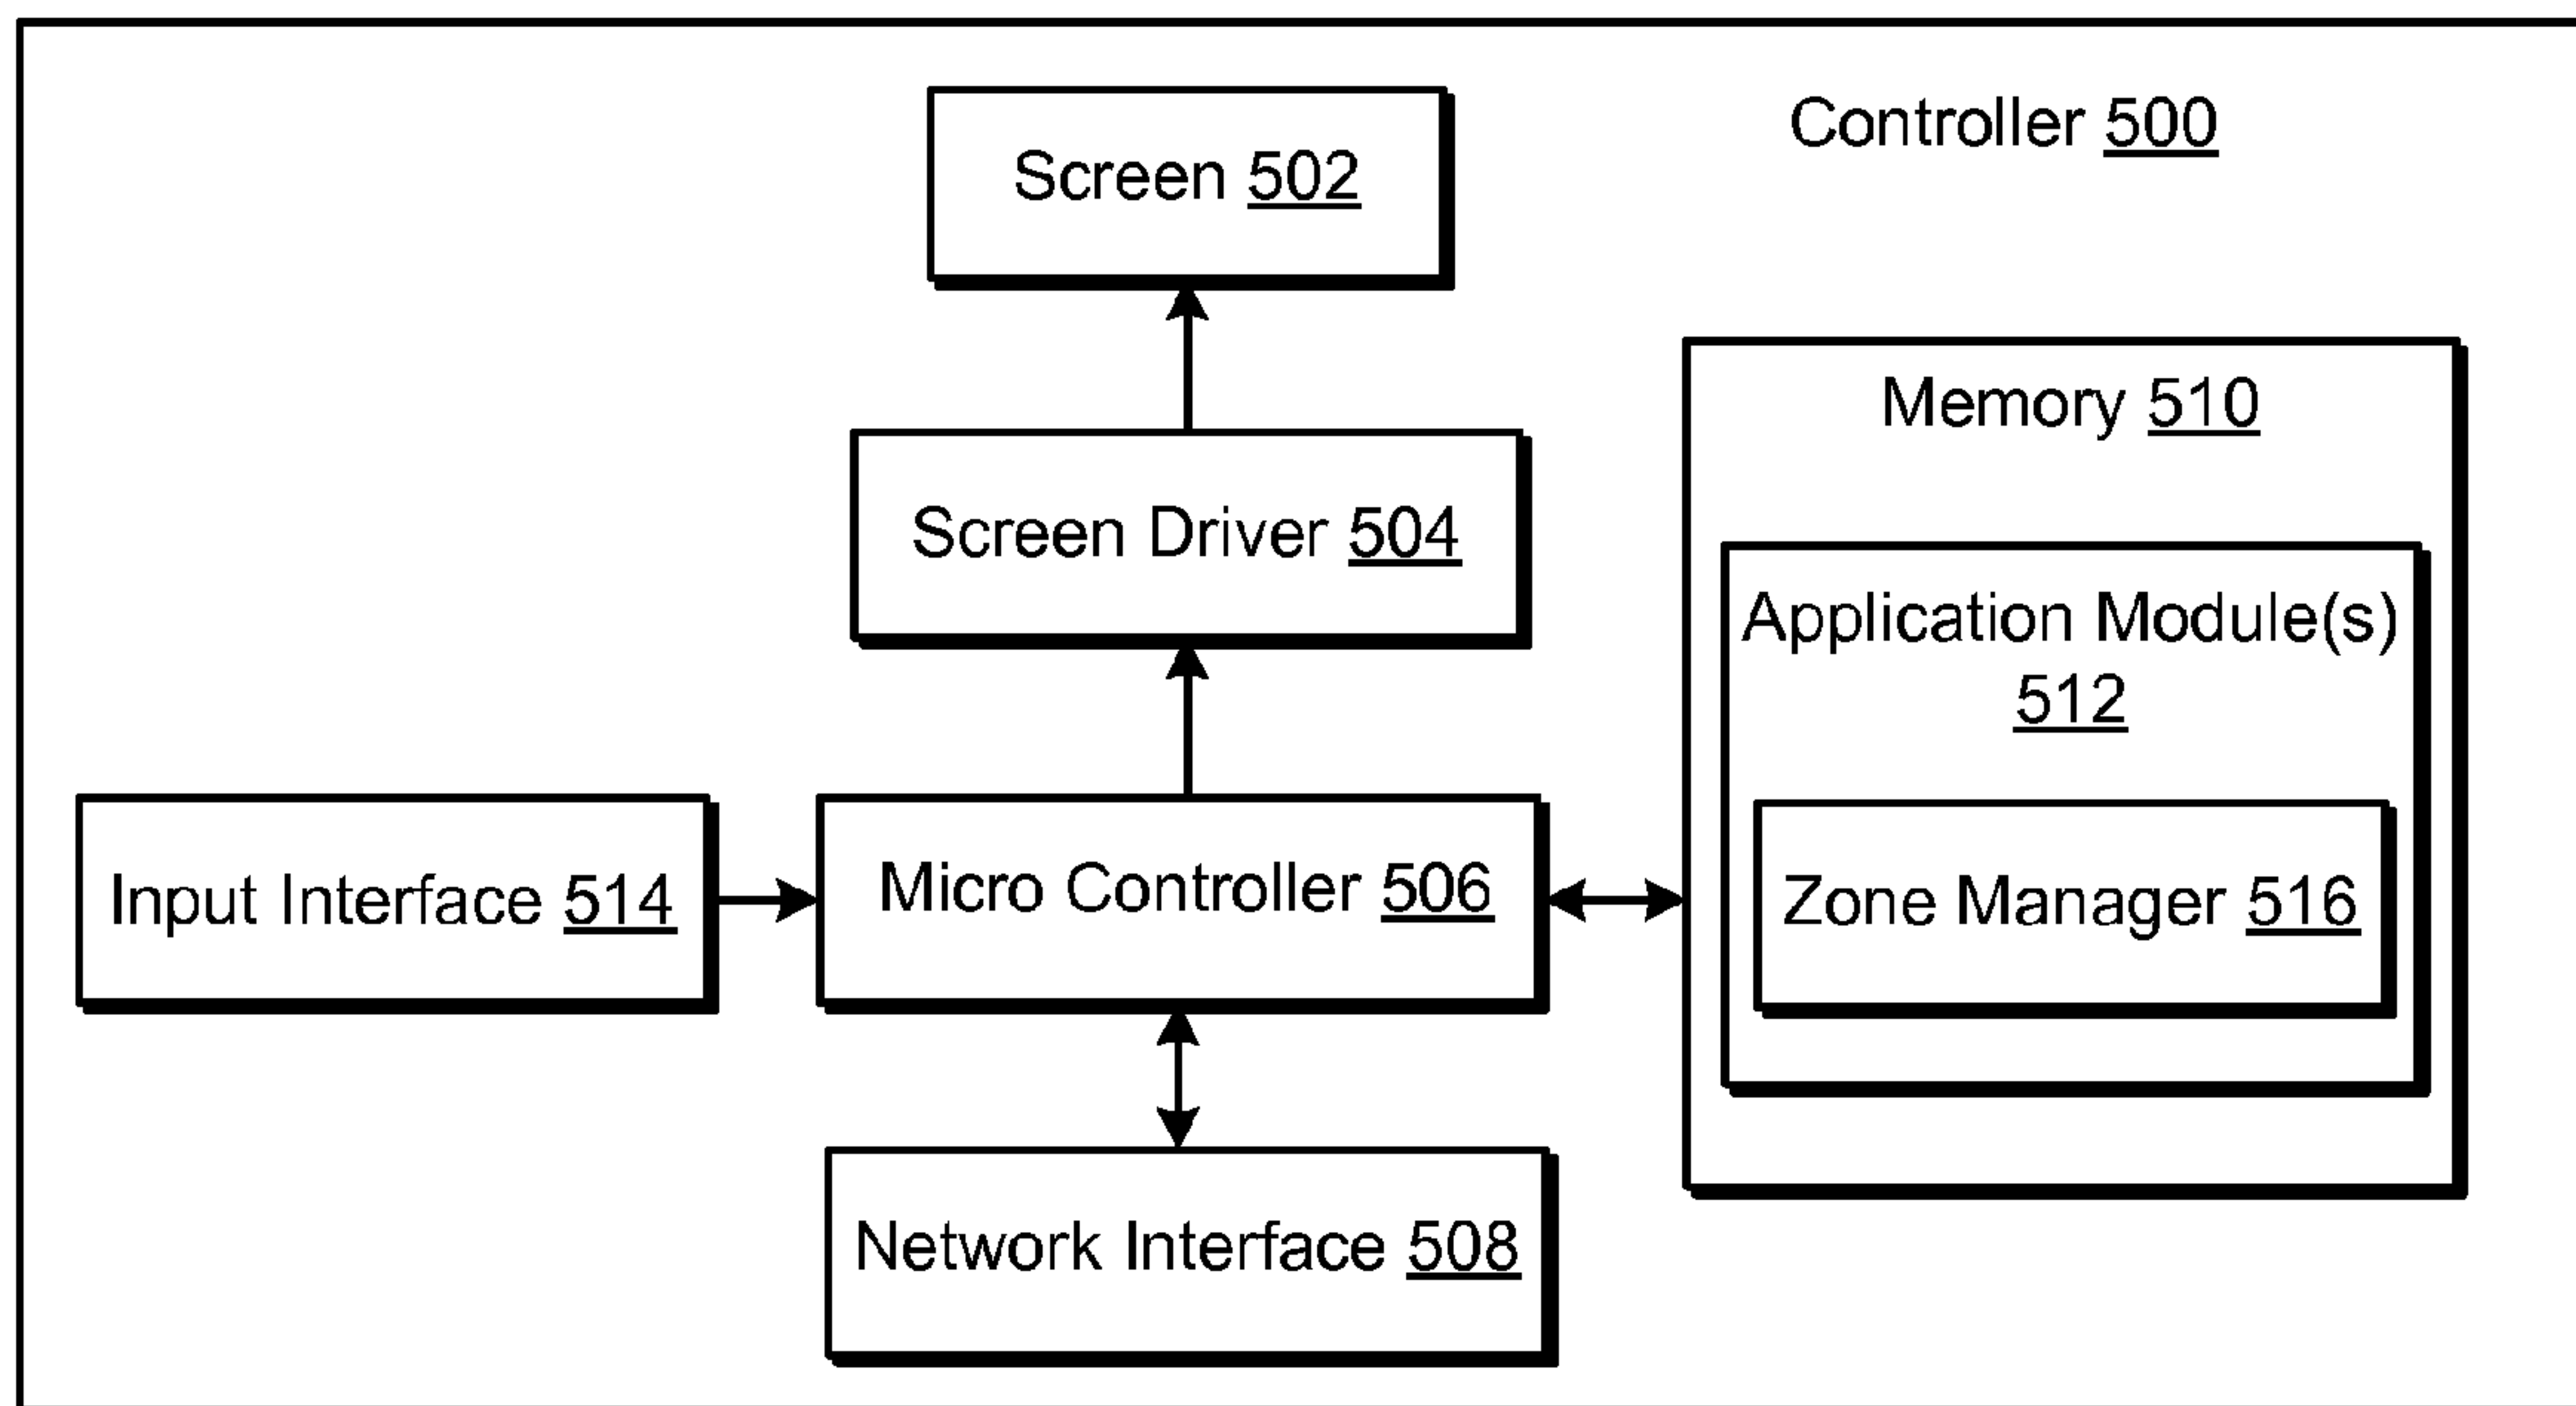 Controller 500
Screen 502
Memory 510
Screen Driver 504
Application Module(s)
512
Input Interface 514
Micro Controller 506
Zone Manager 516
Network Interface 508